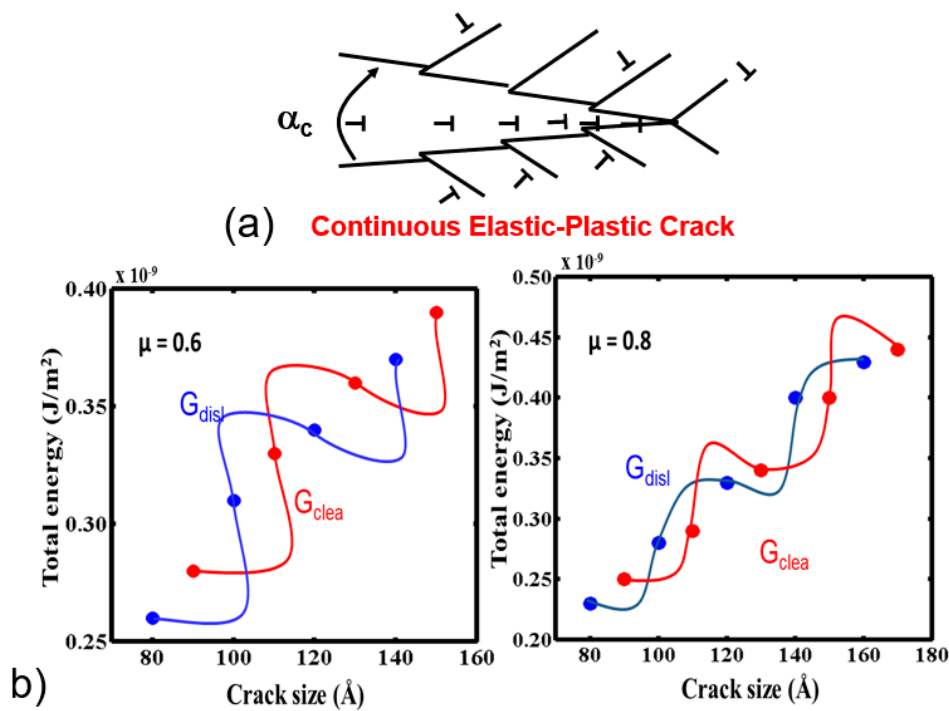 αc
(a) Continuous Elastic-Plastic Crack
x 10⁻⁹
0.40
0.35
0.30
0.25
μ = 0.6
Gdisl
Gclea
Total energy (J/m²)
80 100 120 140 160
Crack size (Å)
x 10⁻⁹
0.50
0.45
0.40
0.35
0.30
0.25
0.20
μ = 0.8
Gdisl
Gclea
Total energy (J/m²)
80 100 120 140 160 180
Crack size (Å)
b)